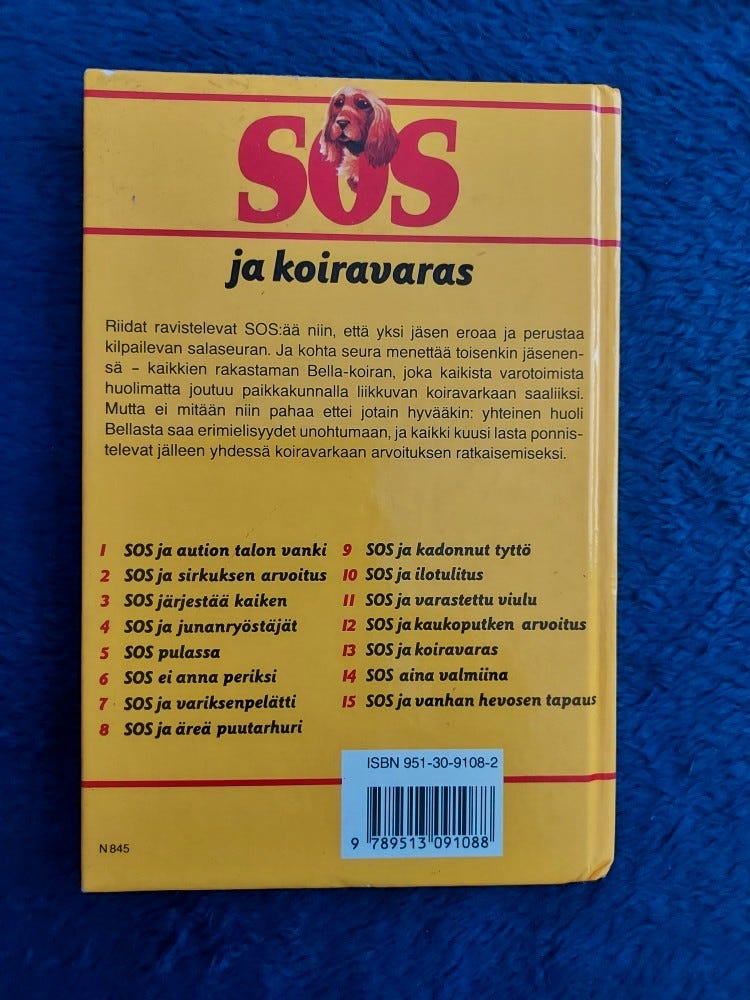 SOS
ja koiravaras
Riidat ravistelevat SOS:ää niin, että yksi jäsen eroaa ja perustaa
kilpailevan salaseuran. Ja kohta seura menettää toisenkin jäsenen-
sä – kaikkien rakastaman Bella-koiran, joka kaikista varotoimista
huolimatta joutuu paikkakunnalla liikkuvan koiravarkaan saaliiksi.
Mutta ei mitään niin pahaa ettei jotain hyvääkin: yhteinen huoli
Bellasta saa erimielisyydet unohtumaan, ja kaikki kuusi lasta ponnis-
televat jälleen yhdessä koiravarkaan arvoituksen ratkaisemiseksi.
1 SOS ja aution talon vanki
2 SOS ja sirkuksen arvoitus
3 SOS järjestää kaiken
4 SOS ja junanryöstäjät
5 SOS pulassa
6 SOS ei anna periksi
7 SOS ja variksenpelätti
8 SOS ja äreä puutarhuri
9 SOS ja kadonnut tyttö
10 SOS ja ilotulitus
11 SOS ja varastettu viulu
12 SOS ja kaukoputken arvoitus
13 SOS ja koiravaras
14 SOS aina valmiina
15 SOS ja vanhan hevosen tapaus
ISBN 951-30-9108-2
9 789513 091088
N 845